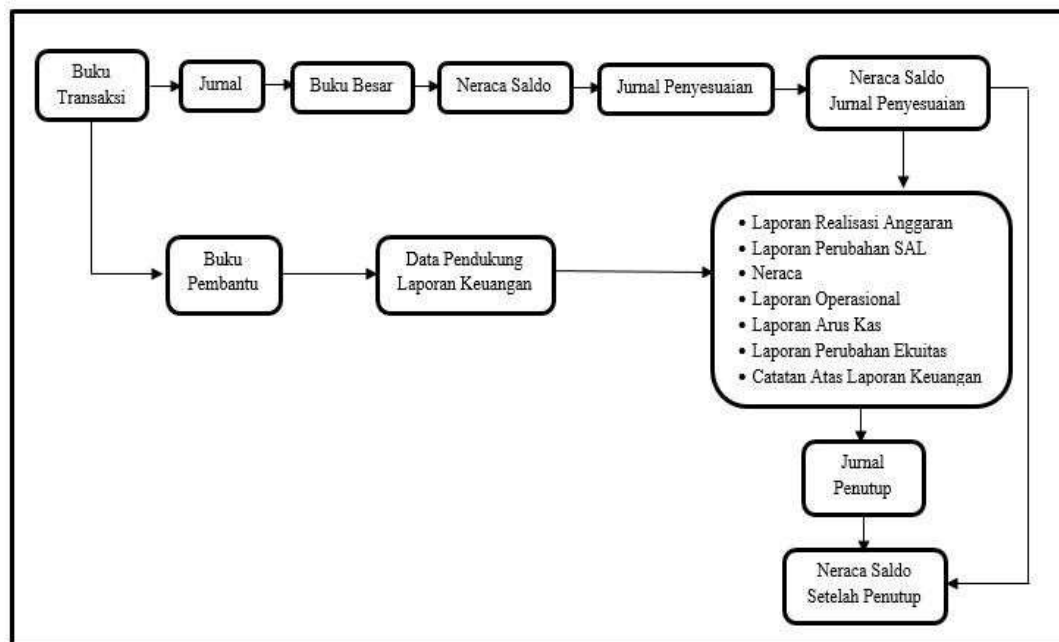 Buku
Transaksi
Jurnal
Buku Besar
Neraca Saldo
Jurnal Penyesuaian
Neraca Saldo
Jurnal Penyesuaian
Buku
Pembantu
Data Pendukung
Laporan Keuangan
• Laporan Realisasi Anggaran
• Laporan Perubahan SAL
• Neraca
• Laporan Operasional
• Laporan Arus Kas
• Laporan Perubahan Ekuitas
• Catatan Atas Laporan Keuangan
Jurnal
Penutup
Neraca Saldo
Setelah Penutup